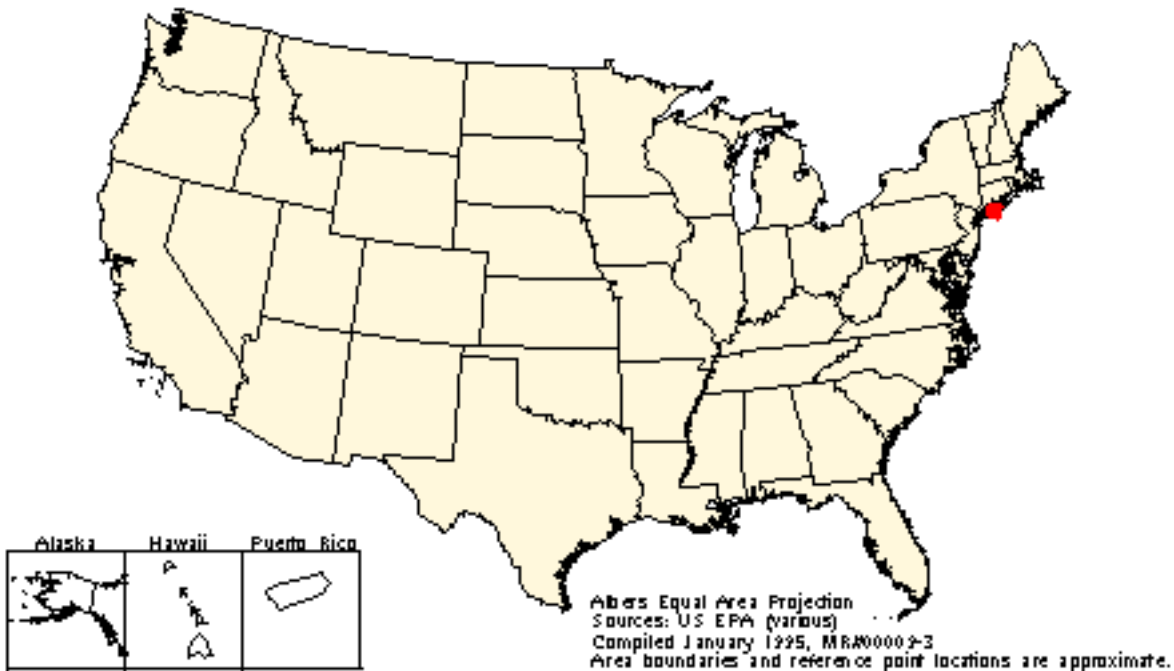 Alaska Hawaii Puerto Rico
Albers Equal Area Projection
Sources: US EPA (various)
Compiled January 1995, MR#00009-3
Area boundaries and reference point locations are approximate.